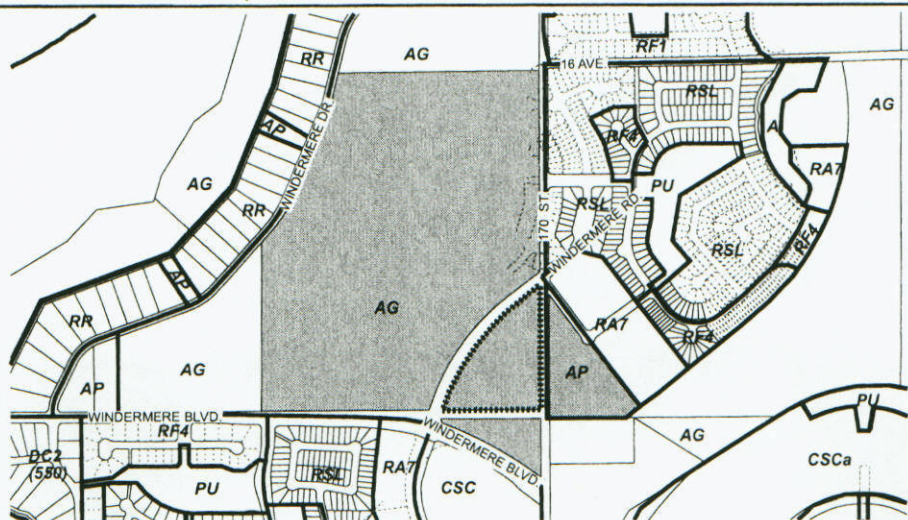 RF1
RR
AG
16 AVE.
AP
RSL
AG
RF4
A
AG
WINDERMERE DR.
RA7
PU
RR
170 ST.
RSL
WINDERMERE RD
RSL
RF4
AP
AG
RR
RA7
RF4
AG
AP
AP
WINDERMERE BLVD.
RF4
WINDERMERE BLVD.
AG
PU
DC2
(550)
RSL
RA7
CSCa
PU
CSC